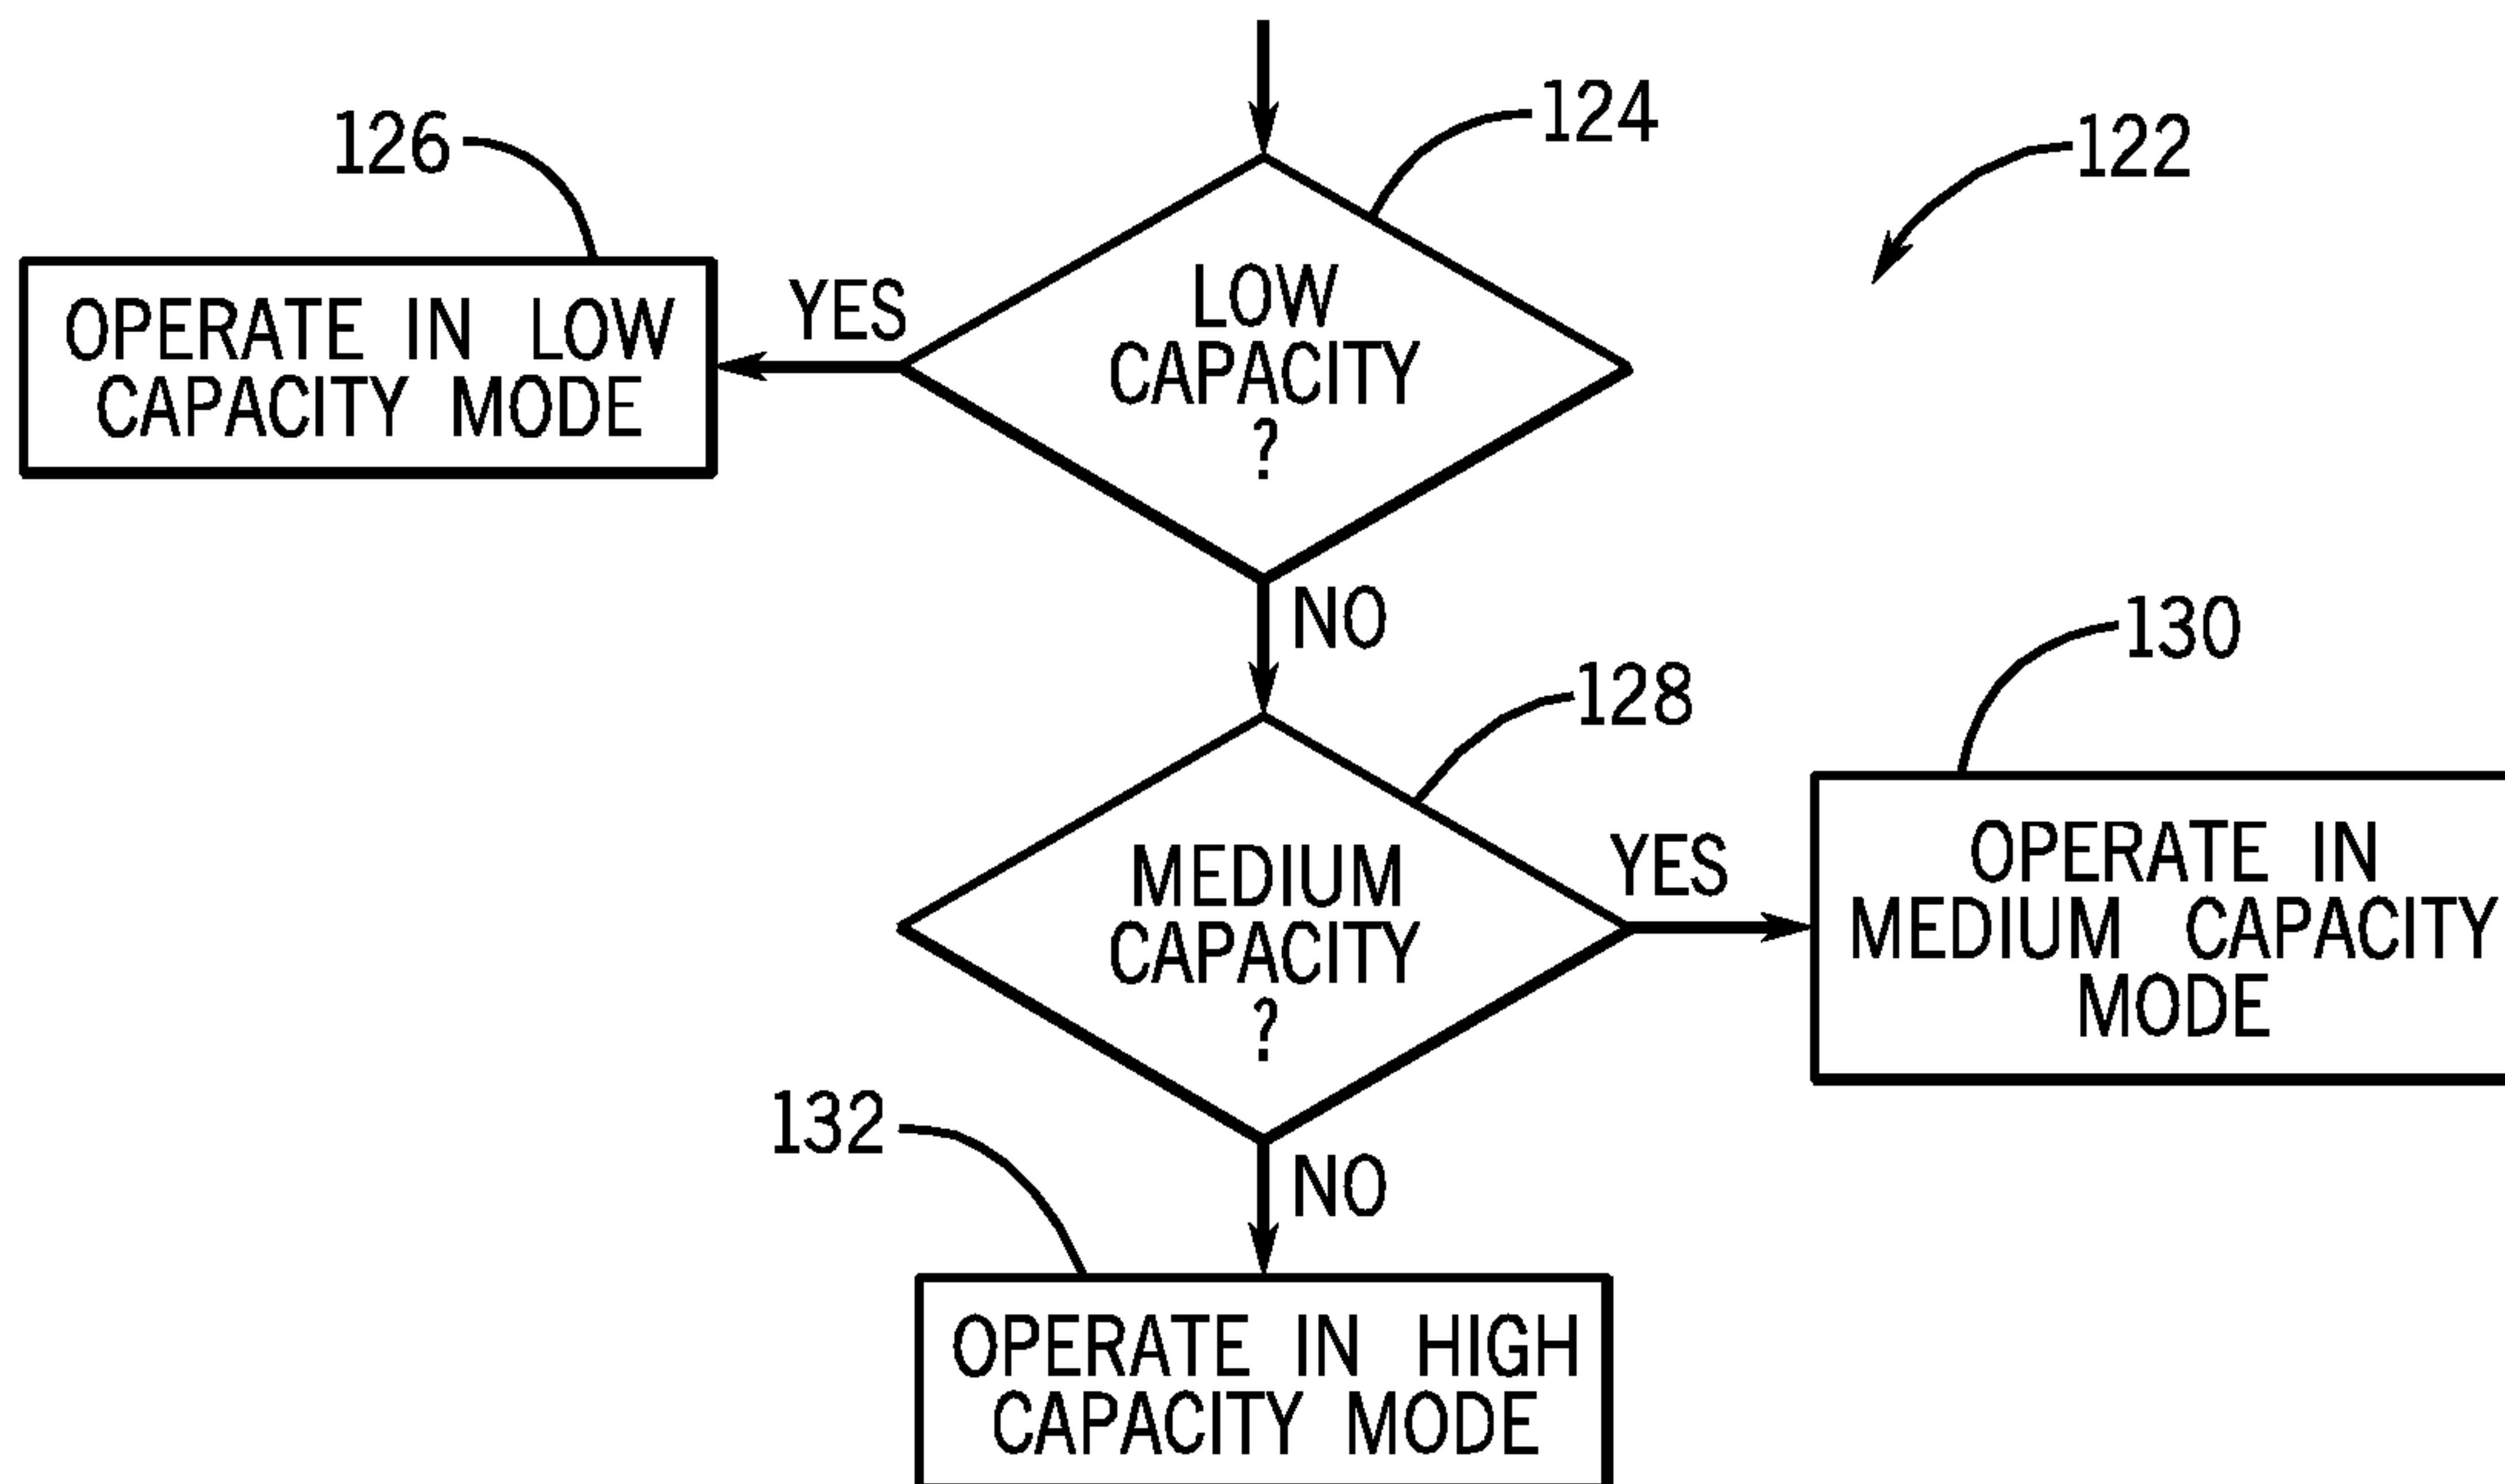 124
122
126
LOW
CAPACITY
?
YES
OPERATE IN LOW
CAPACITY MODE
NO
130
128
MEDIUM
CAPACITY
?
YES
OPERATE IN
MEDIUM CAPACITY
MODE
132
NO
OPERATE IN HIGH
CAPACITY MODE